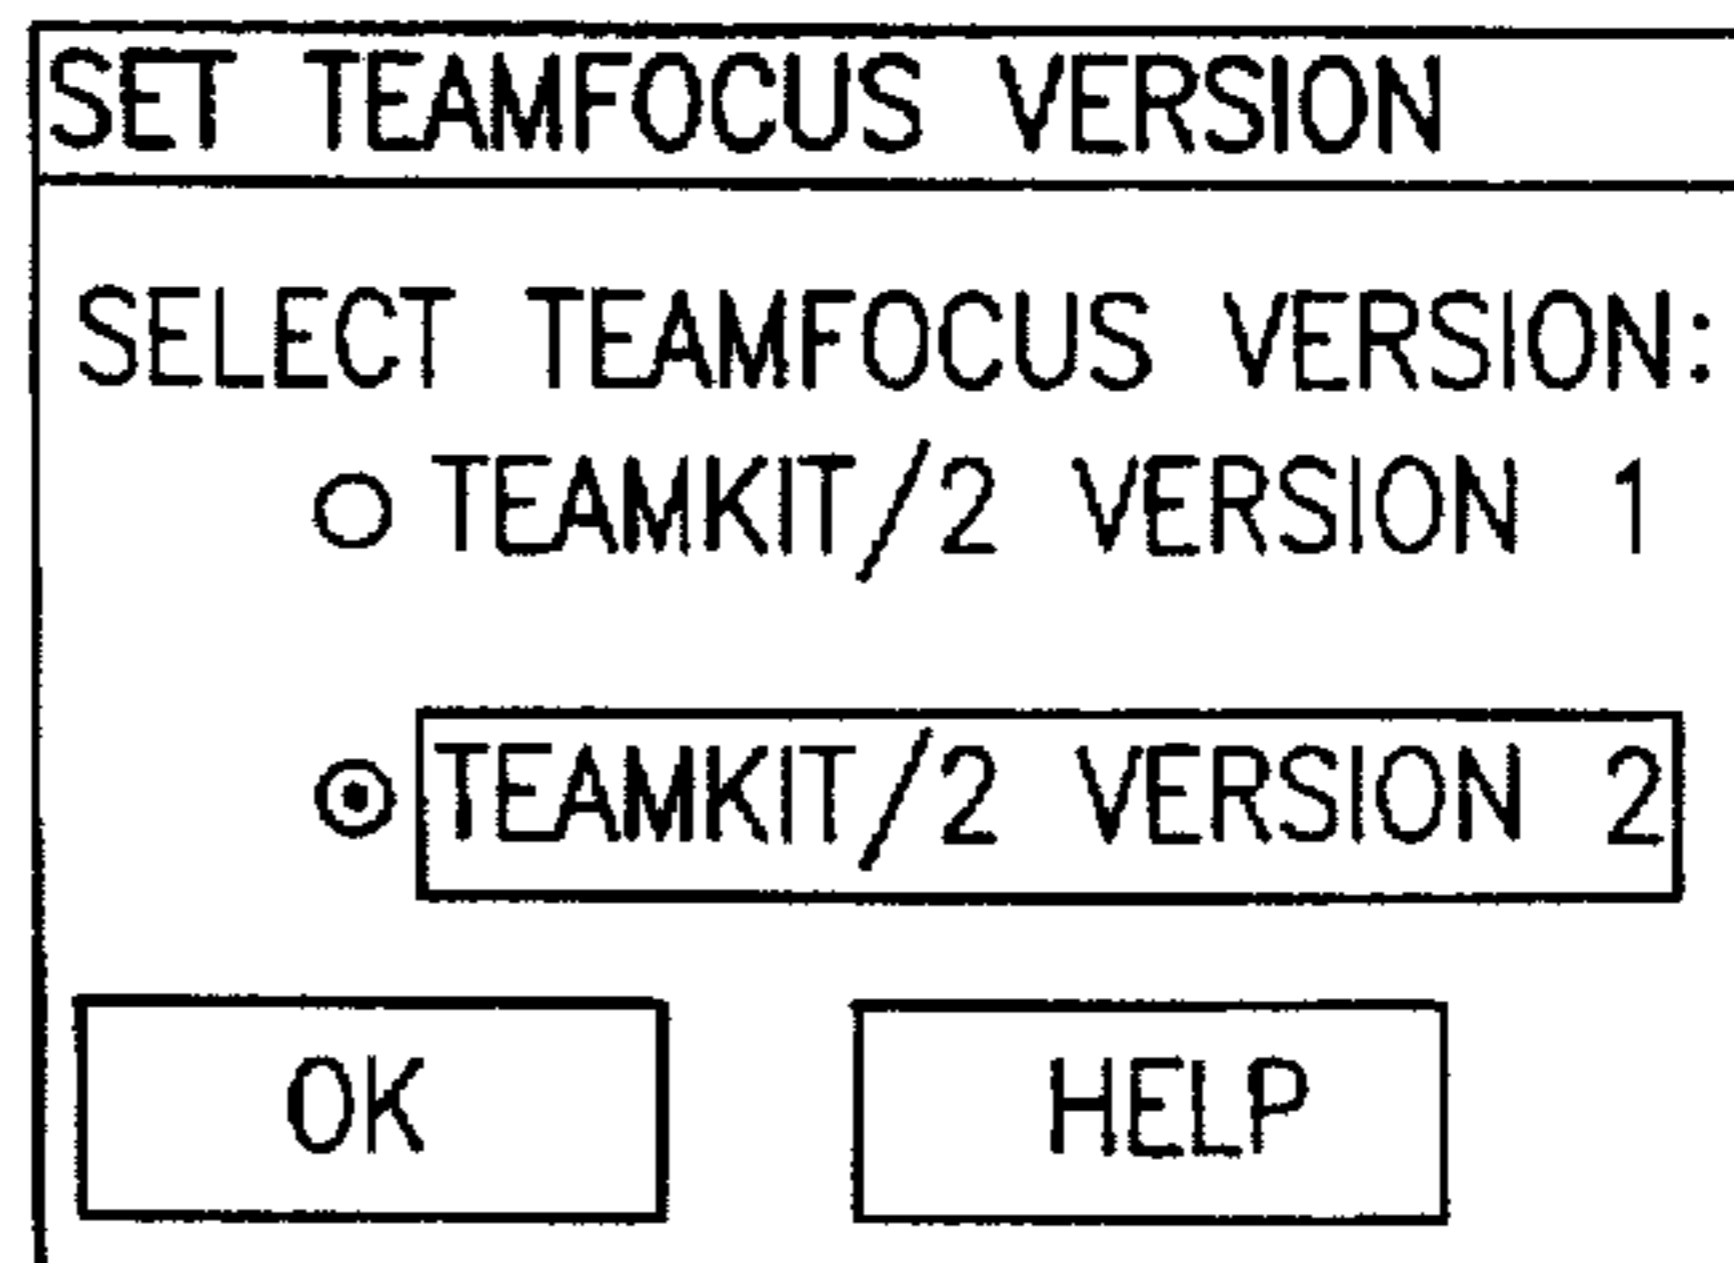 SET TEAMFOCUS VERSION
SELECT TEAMFOCUS VERSION:
TEAMKIT/2 VERSION 1
TEAMKIT/2 VERSION 2
OK HELP